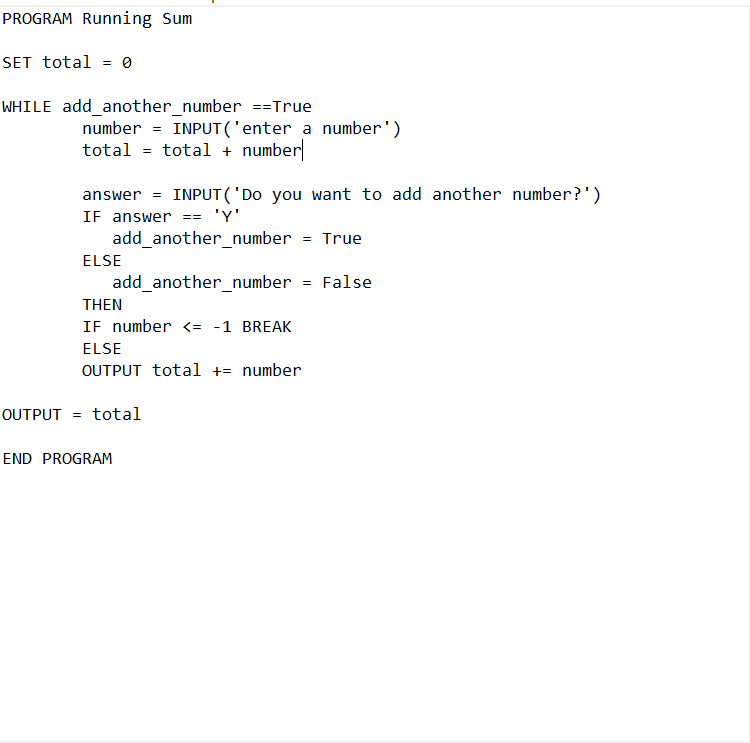 PROGRAM Running Sum
SET total = 0
WHILE add_another_number ==True
number = INPUT('enter a number')
total = total + number
answer = INPUT('Do you want to add another number?')
IF answer == 'Y'
add_another_number = True
ELSE
add_another_number = False
THEN
IF number <= -1 BREAK
ELSE
OUTPUT total += number
OUTPUT = total
END PROGRAM